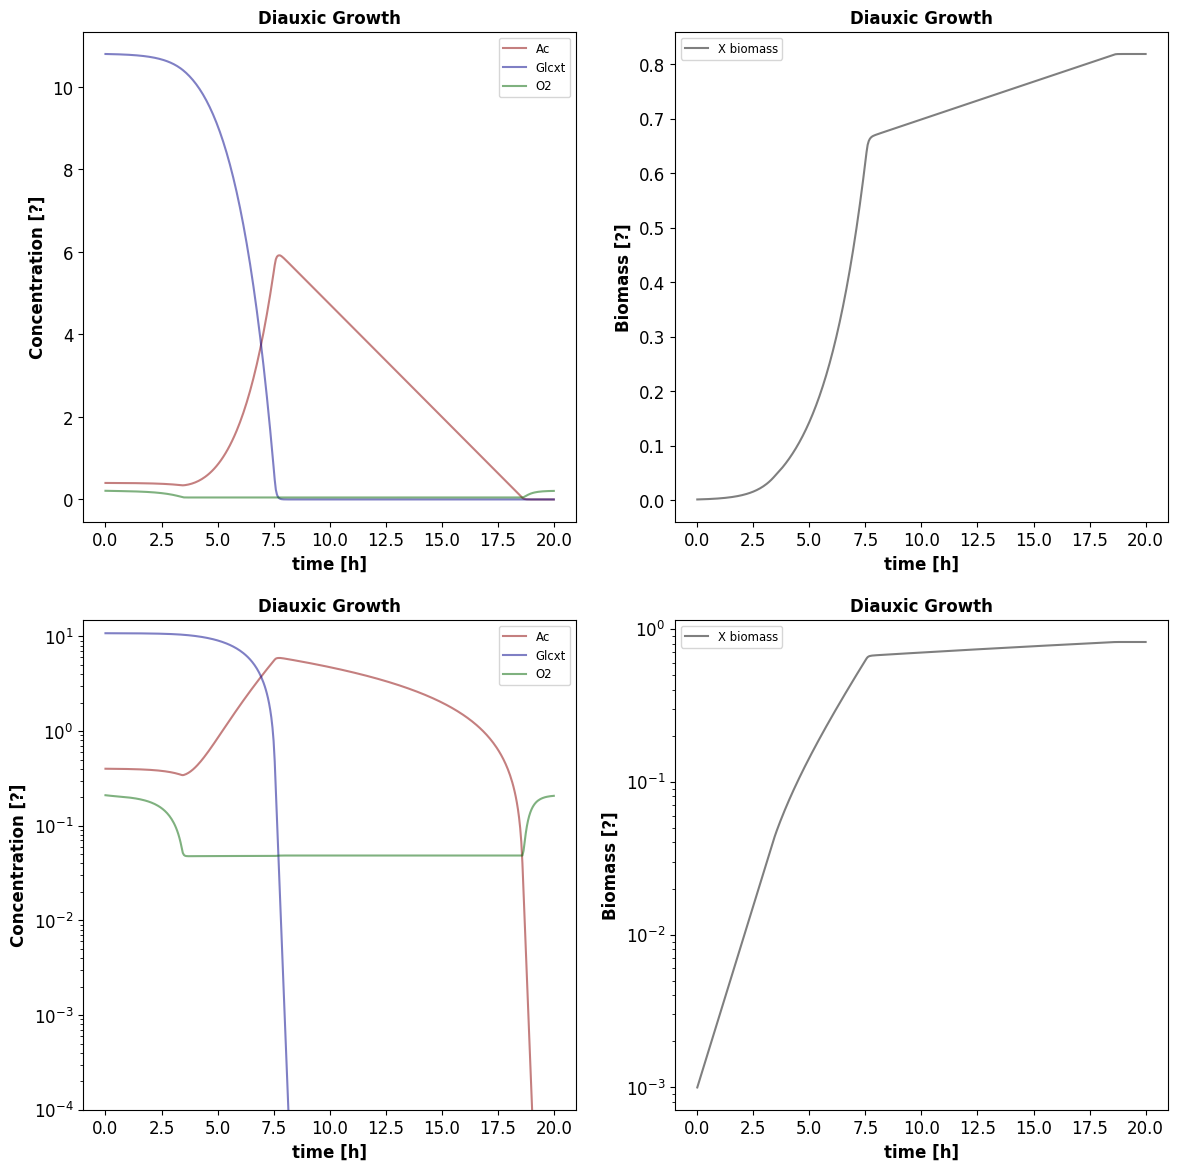 Diauxic Growth
Concentration [?]
10
8
6
4
2
0
Ac
Glcxt
O2
0.0 2.5 5.0 7.5 10.0 12.5 15.0 17.5 20.0
time [h]
Diauxic Growth
Biomass [?]
0.8
0.7
0.6
0.5
0.4
0.3
0.2
0.1
0.0
X biomass
0.0 2.5 5.0 7.5 10.0 12.5 15.0 17.5 20.0
time [h]
Diauxic Growth
Concentration [?]
10¹
10⁰
10⁻¹
10⁻²
10⁻³
10⁻⁴
Ac
Glcxt
O2
0.0 2.5 5.0 7.5 10.0 12.5 15.0 17.5 20.0
time [h]
Diauxic Growth
Biomass [?]
10⁰
10⁻¹
10⁻²
10⁻³
X biomass
0.0 2.5 5.0 7.5 10.0 12.5 15.0 17.5 20.0
time [h]